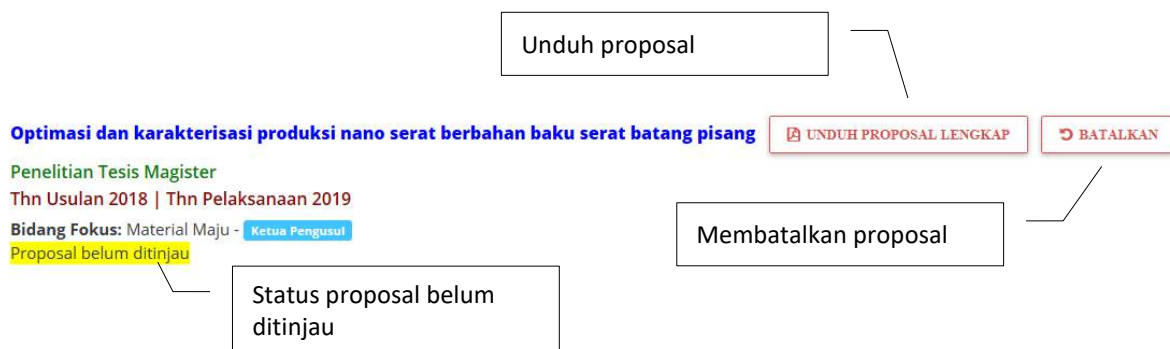 Unduh proposal
Optimasi dan karakterisasi produksi nano serat berbahan baku serat batang pisang
UNDUH PROPOSAL LENGKAP
BATALKAN
Penelitian Tesis Magister
Thn Usulan 2018 | Thn Pelaksanaan 2019
Bidang Fokus: Material Maju - Ketua Pengusul
Proposal belum ditinjau
Membatalkan proposal
Status proposal belum
ditinjau